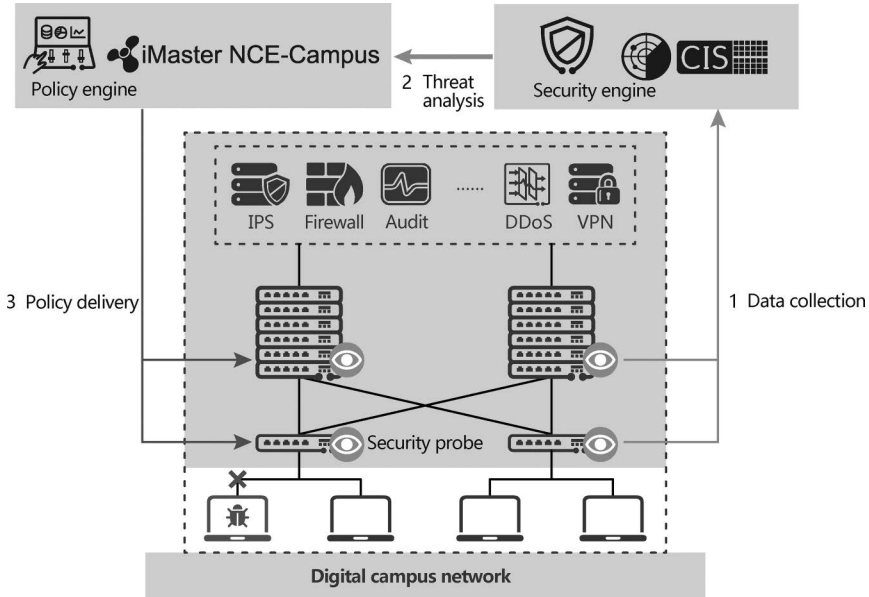 iMaster NCE-Campus
Policy engine
2 Threat
analysis
CIS
Security engine
IPS
Firewall
Audit
......
DDoS
VPN
3 Policy delivery
1 Data collection
Security probe
Digital campus network